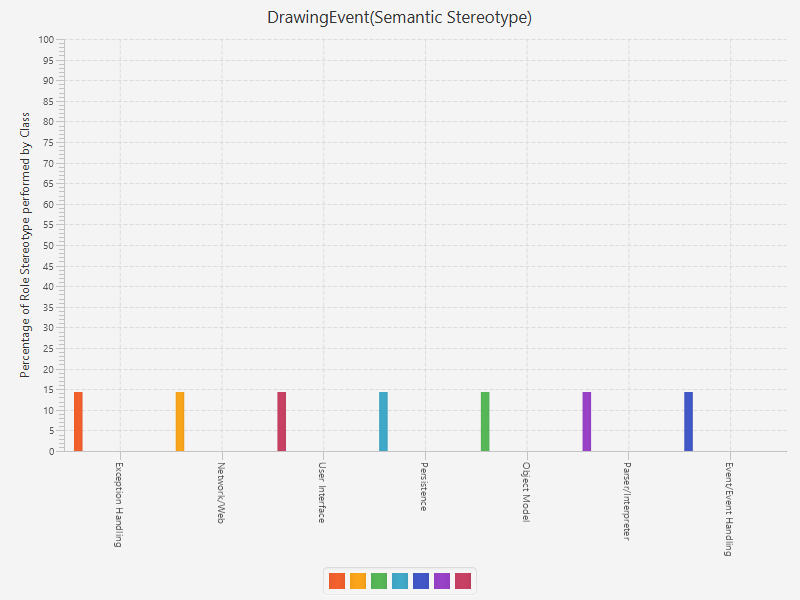 DrawingEvent(Semantic Stereotype)
Percentage of Role Stereotype performed by Class
100
95
90
85
80
75
70
65
60
55
50
45
40
35
30
25
20
15
10
5
0
Exception Handling
Network/Web
User Interface
Persistence
Object Model
Parser/Interpreter
Event/Event Handling